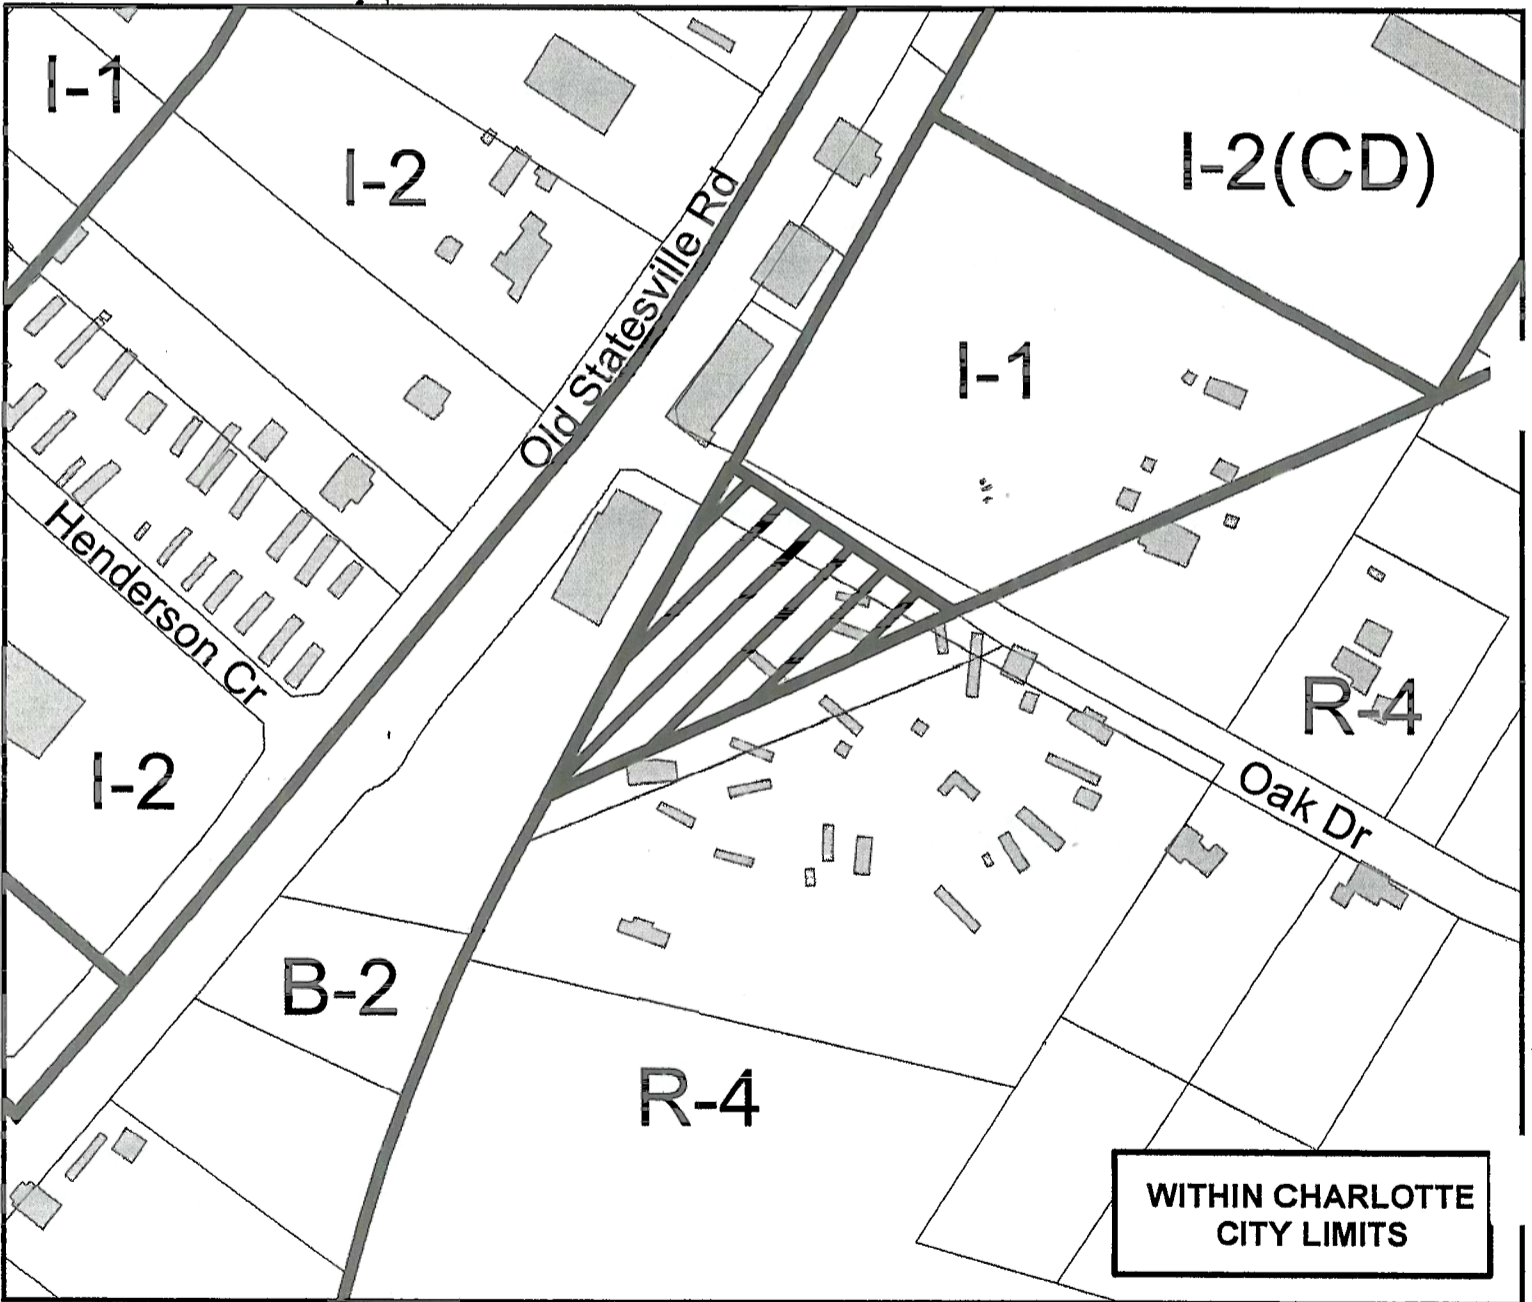 I-1
I-2
I-2(CD)
Old Statesville Rd
I-1
Henderson Cr
R-4
I-2
Oak Dr
B-2
R-4
WITHIN CHARLOTTE
CITY LIMITS